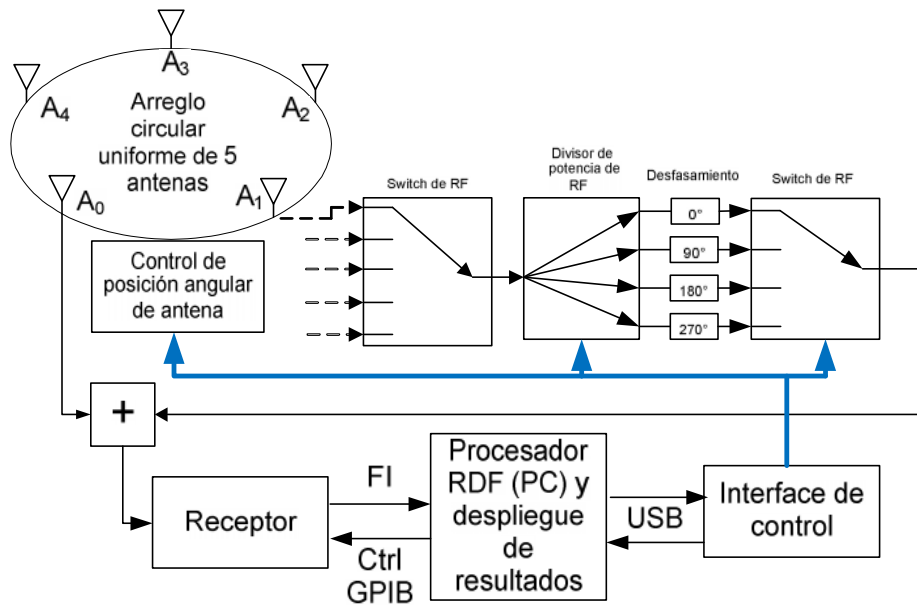 A3
A4
A2
Arreglo
circular
uniforme de 5
antenas
A0
A1
Switch de RF
Divisor de
potencia de
RF
Desfasamiento
Switch de RF
0°
90°
180°
270°
Control de
posición angular
de antena
+
Receptor
FI
Ctrl
GPIB
Procesador
RDF (PC) y
despliegue
de
resultados
USB
Interface de
control